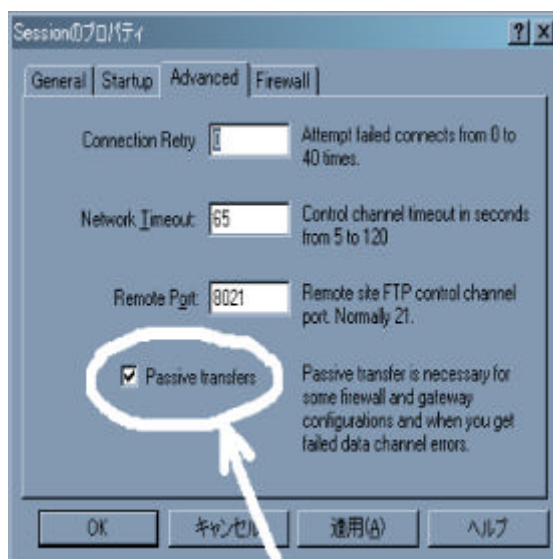 Sessionのプロパティ
General Startup Advanced Firewall
Connection Retry
Attempt failed connects from 0 to
40 times.
Network Timeout: 65
Control channel timeout in seconds
from 5 to 120
Remote Port: 8021
Remote site FTP control channel
port. Normally 21.
Passive transfers
Passive transfer is necessary for
some firewall and gateway
configurations and when you get
failed data channel errors.
OK キャンセル 適用(A) ヘルプ